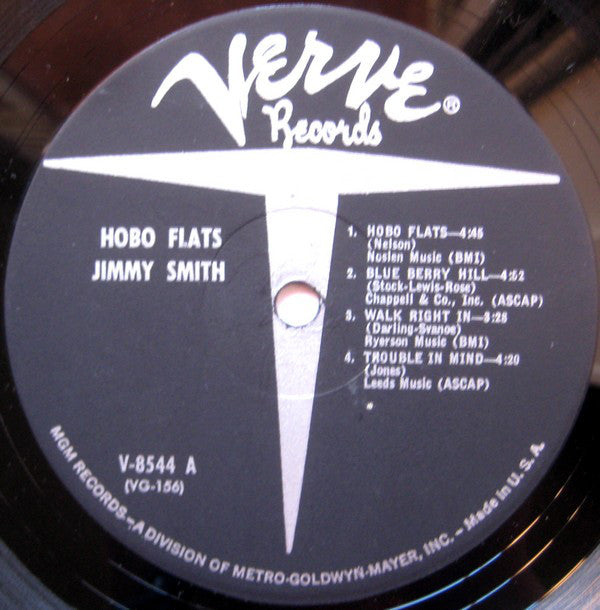 Verve ®
Records
HOBO FLATS
JIMMY SMITH
1. HOBO FLATS—4:45
(Nelson)
Noslen Music (BMI)
2. BLUE BERRY HILL—4:52
(Stock-Lewis-Rose)
Chappell & Co., Inc. (ASCAP)
3. WALK RIGHT IN—3:25
(Darling-Svanoe)
Ryerson Music (BMI)
4. TROUBLE IN MIND—4:20
(Jones)
Leeds Music (ASCAP)
V-8544 A
(VG-156)
MGM RECORDS—A DIVISION OF METRO-GOLDWYN-MAYER, INC. – Made in U.S.A.